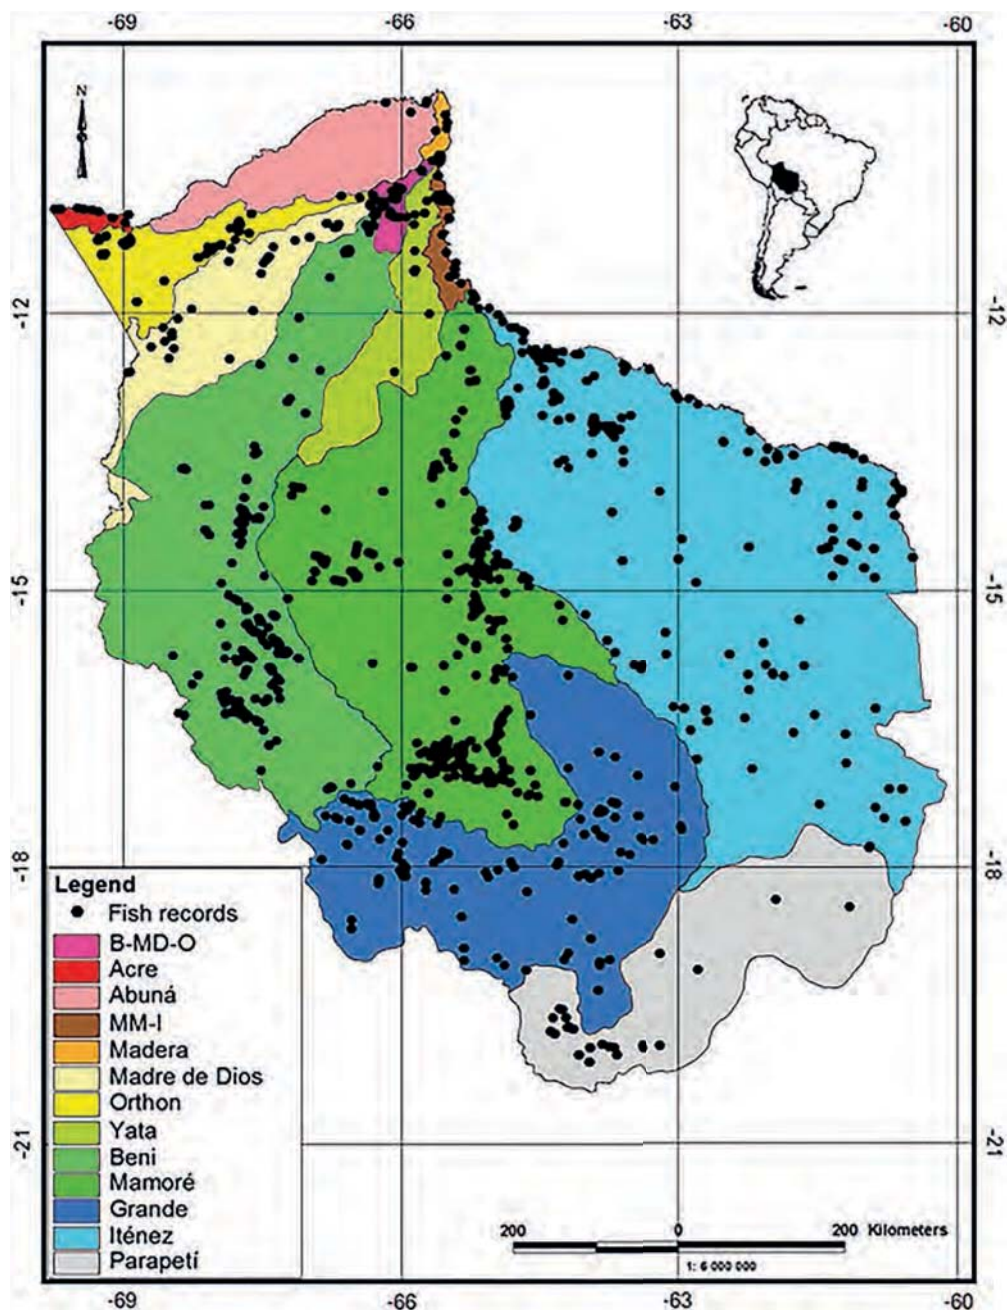 -69 -66 -63 -60
N
-12 -12
-15 -15
-18 -18
-21 -21
Legend
Fish records
B-MD-O
Acre
Abuná
MM-I
Madera
Madre de Dios
Orthon
Yata
Beni
Mamoré
Grande
Iténez
Parapetí
200 0 200 Kilometers
1: 6 000 000
-69 -66 -63 -60